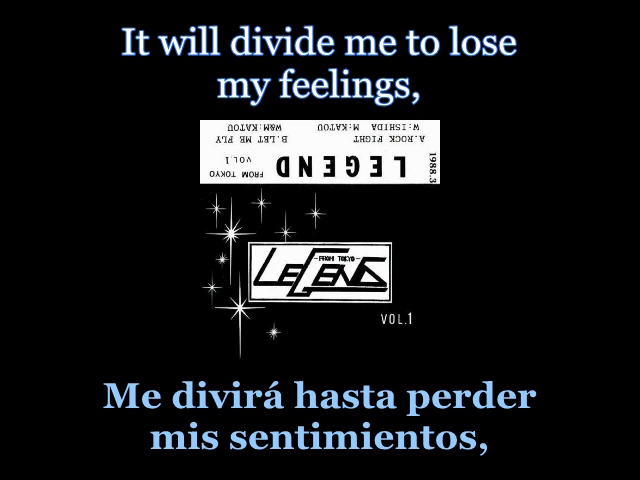 It will divide me to lose
my feelings,
A.ROCK FIGHT
W:ISHIDA M:KATOU
B.LET ME FLY
W&M:KATOU
LEGEND
FROM TOKYO
VOL.1
1988.3
LEGEND
-FROM TOKYO-
VOL.1
Me divirá hasta perder
mis sentimientos,